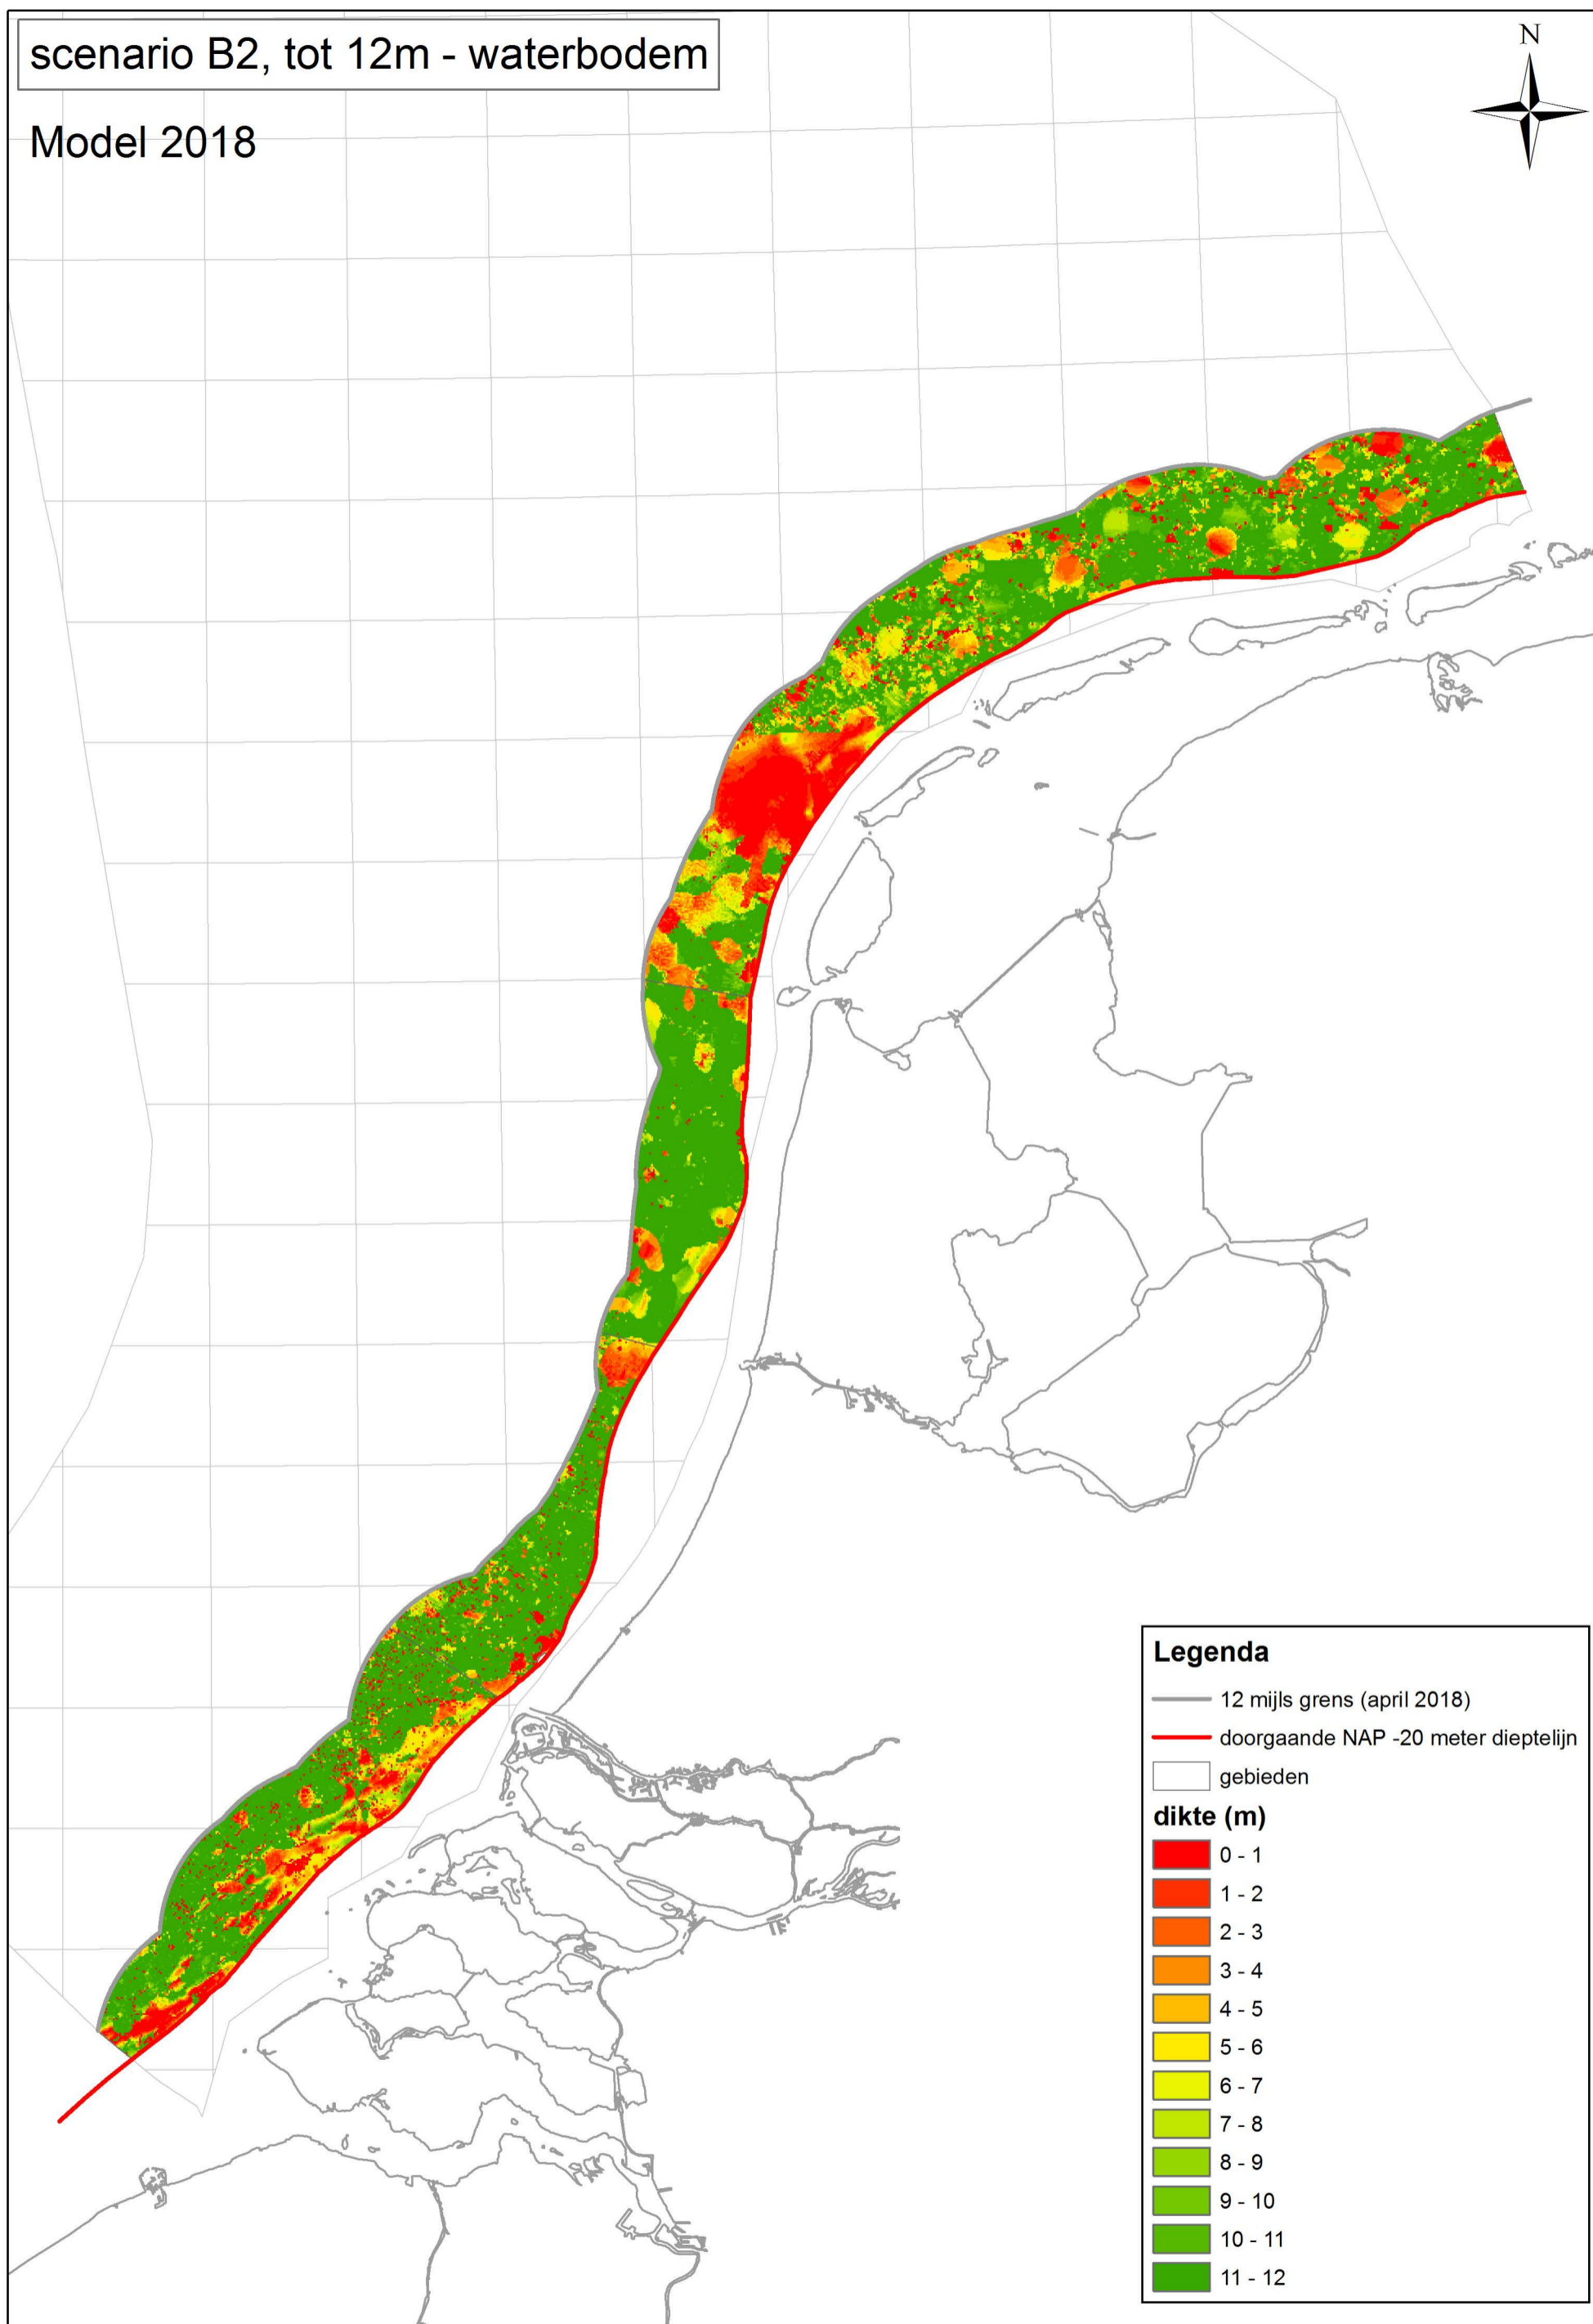 scenario B2, tot 12m - waterbodem
Model 2018
N
Legenda
12 mijls grens (april 2018)
doorgaande NAP -20 meter dieptelijn
gebieden
dikte (m)
0 - 1
1 - 2
2 - 3
3 - 4
4 - 5
5 - 6
6 - 7
7 - 8
8 - 9
9 - 10
10 - 11
11 - 12